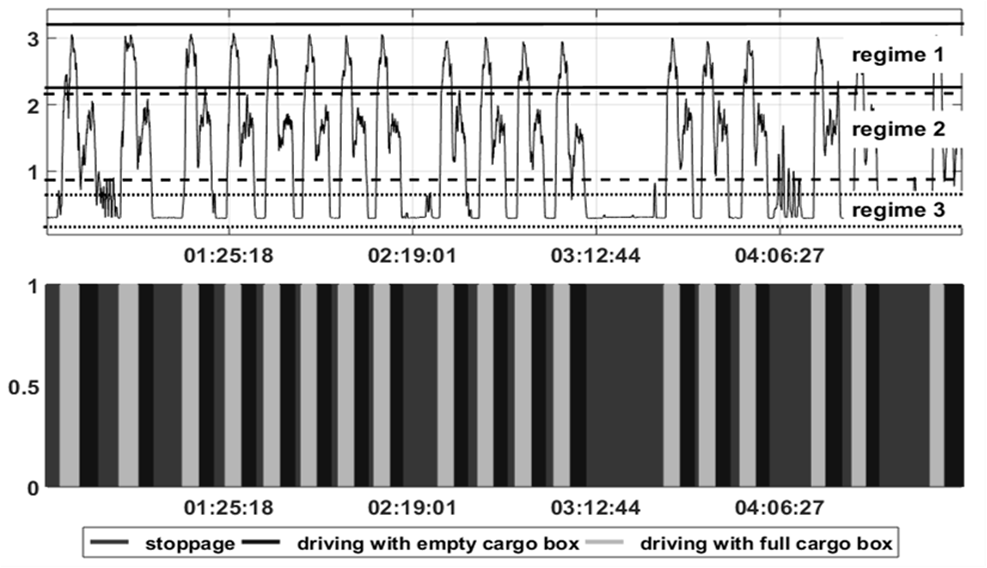 3
regime 1
2
regime 2
1
regime 3
01:25:18 02:19:01 03:12:44 04:06:27
1
0.5
0
01:25:18 02:19:01 03:12:44 04:06:27
stoppage driving with empty cargo box driving with full cargo box